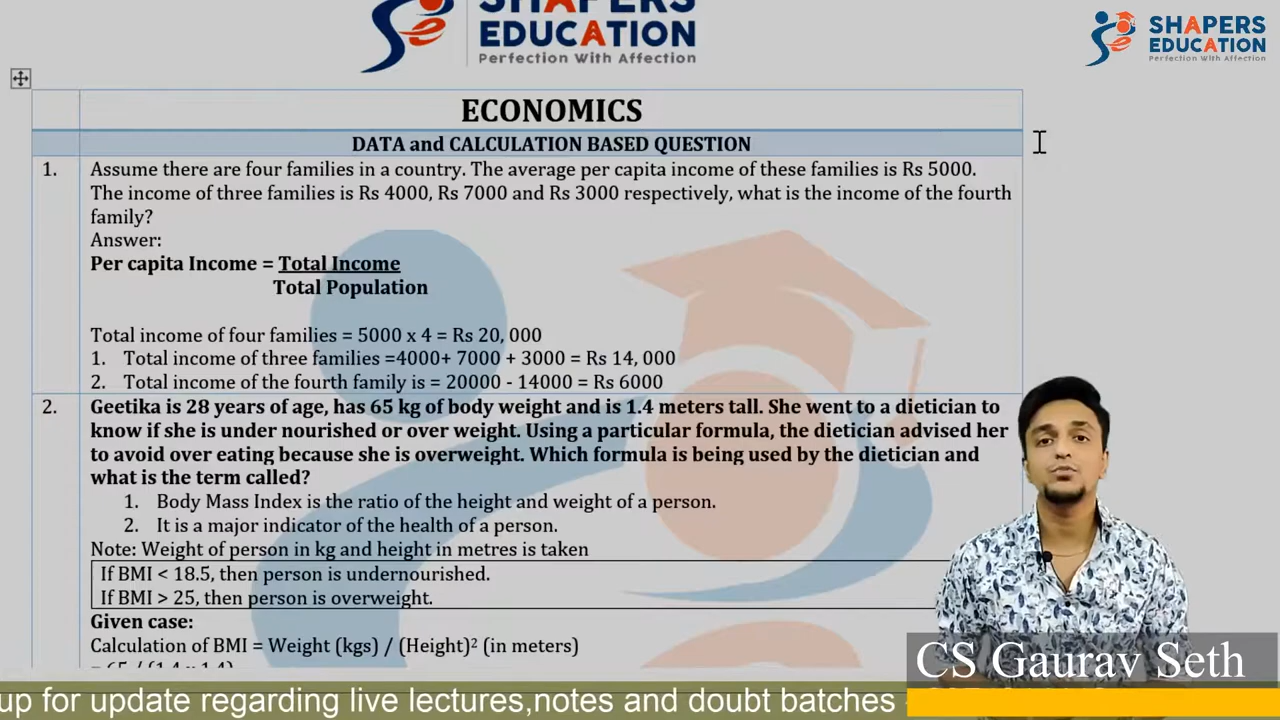 SHAPERS
EDUCATION
Perfection With Affection
SHAPERS
EDUCATION
Perfection With Affection
ECONOMICS
DATA and CALCULATION BASED QUESTION
1. Assume there are four families in a country. The average per capita income of these families is Rs 5000.
The income of three families is Rs 4000, Rs 7000 and Rs 3000 respectively, what is the income of the fourth
family?
Answer:
Per capita Income = Total Income
Total Population
Total income of four families = 5000 x 4 = Rs 20, 000
1. Total income of three families =4000+ 7000 + 3000 = Rs 14, 000
2. Total income of the fourth family is = 20000 - 14000 = Rs 6000
2. Geetika is 28 years of age, has 65 kg of body weight and is 1.4 meters tall. She went to a dietician to
know if she is under nourished or over weight. Using a particular formula, the dietician advised her
to avoid over eating because she is overweight. Which formula is being used by the dietician and
what is the term called?
1. Body Mass Index is the ratio of the height and weight of a person.
2. It is a major indicator of the health of a person.
Note: Weight of person in kg and height in metres is taken
If BMI < 18.5, then person is undernourished.
If BMI > 25, then person is overweight.
Given case:
Calculation of BMI = Weight (kgs) / (Height)² (in meters)
= 65 / (1.4 x 1.4)
CS Gaurav Seth
up for update regarding live lectures,notes and doubt batches